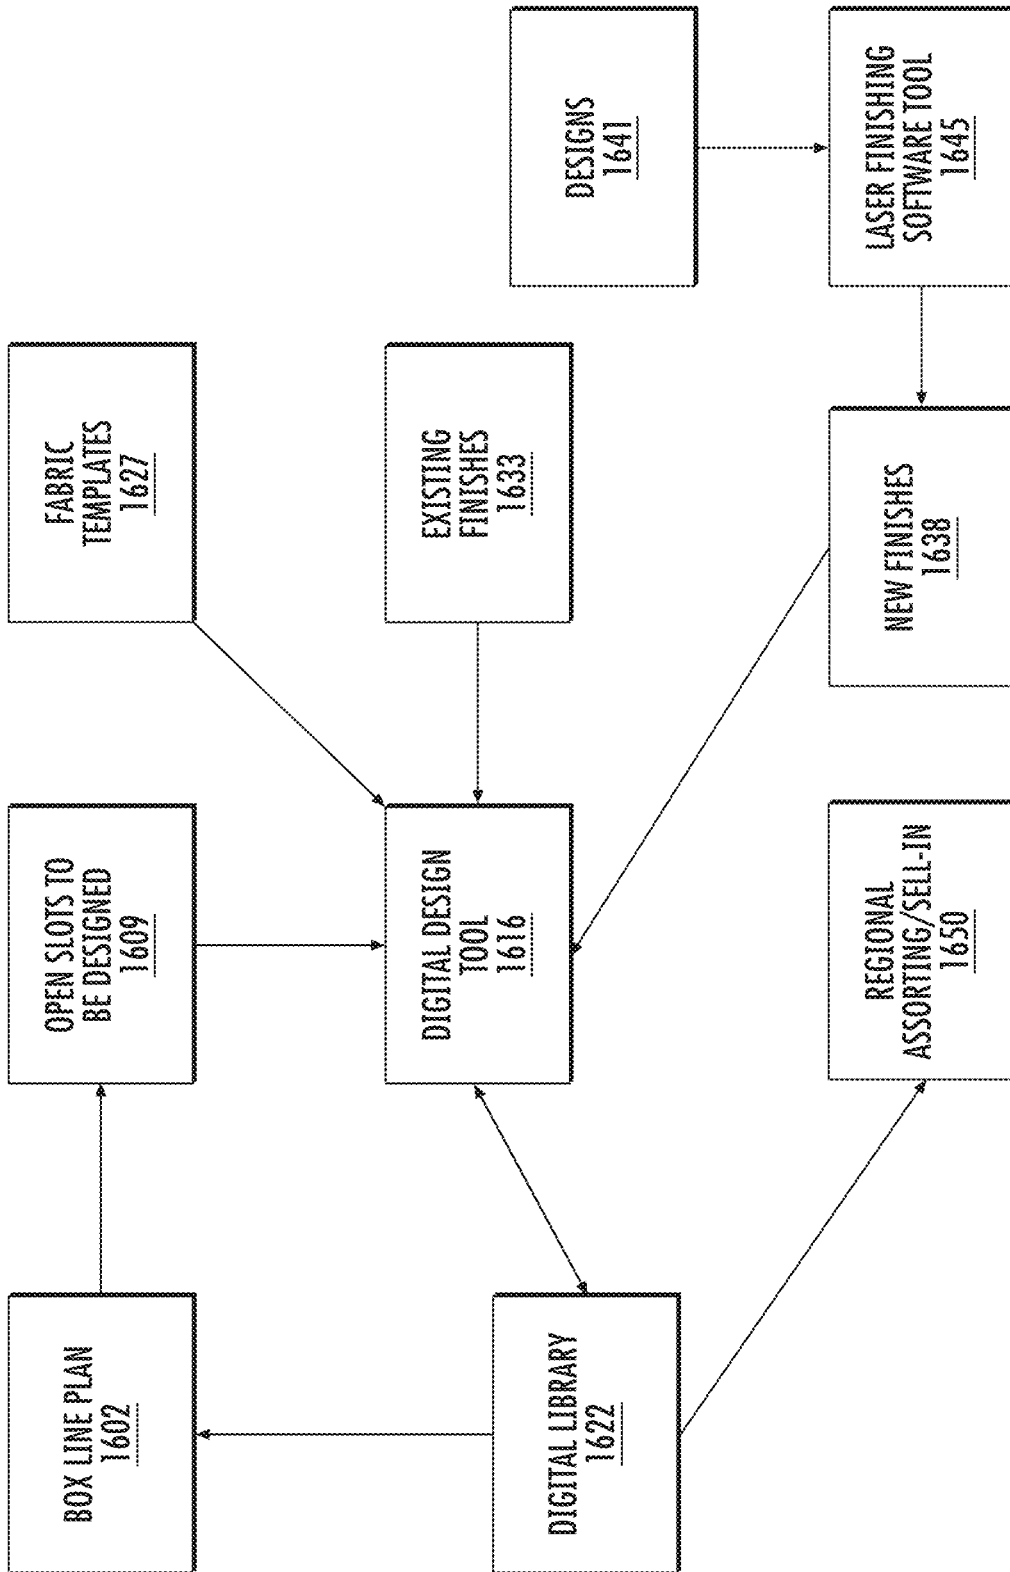 BOX LINE PLAN
1602
OPEN SLOTS TO
BE DESIGNED
1609
FABRIC
TEMPLATES
1627
DIGITAL LIBRARY
1622
DIGITAL DESIGN
TOOL
1616
EXISTING
FINISHES
1633
DESIGNS
1641
REGIONAL
ASSORTING/SELL-IN
1650
NEW FINISHES
1638
LASER FINISHING
SOFTWARE TOOL
1645